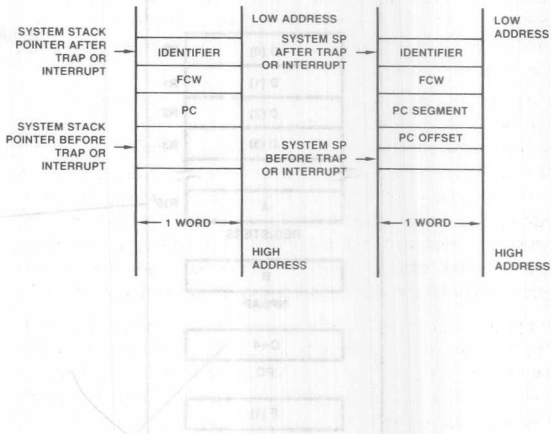 LOW ADDRESS
SYSTEM STACK
POINTER AFTER
TRAP OR
INTERRUPT
IDENTIFIER
FCW
PC
SYSTEM STACK
POINTER BEFORE
TRAP OR
INTERRUPT
1 WORD
HIGH
ADDRESS
LOW
ADDRESS
SYSTEM SP
AFTER TRAP
OR INTERRUPT
IDENTIFIER
FCW
PC SEGMENT
PC OFFSET
SYSTEM SP
BEFORE TRAP
OR INTERRUPT
1 WORD
HIGH
ADDRESS